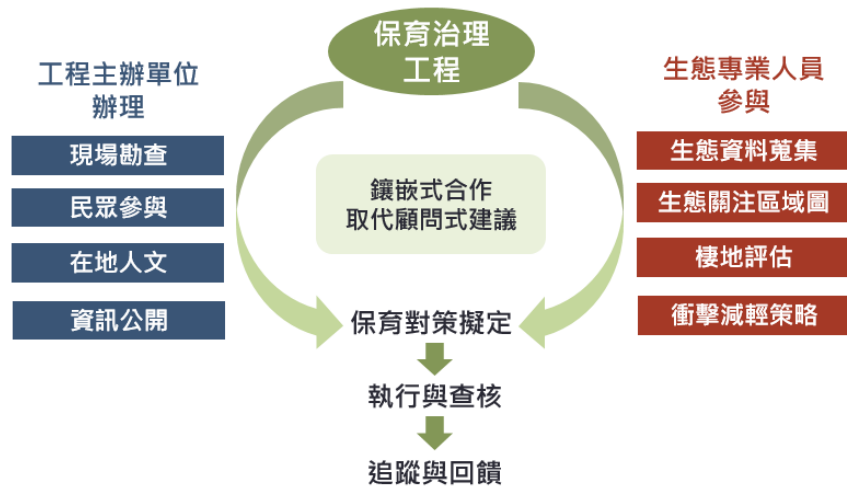 保育治理
工程
工程主辦單位
辦理
現場勘查
民眾參與
在地人文
資訊公開
鑲嵌式合作
取代顧問式建議
生態專業人員
參與
生態資料蒐集
生態關注區域圖
棲地評估
衝擊減輕策略
保育對策擬定
執行與查核
追蹤與回饋